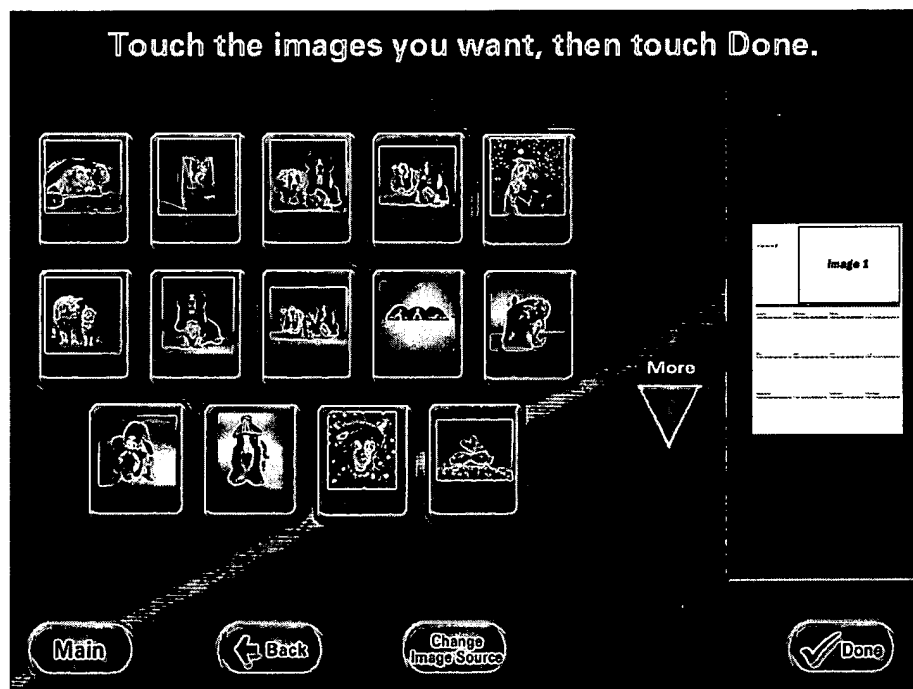 Touch the images you want, then touch Done.
Image 1
More
Main
Back
Change
Image Source
Done